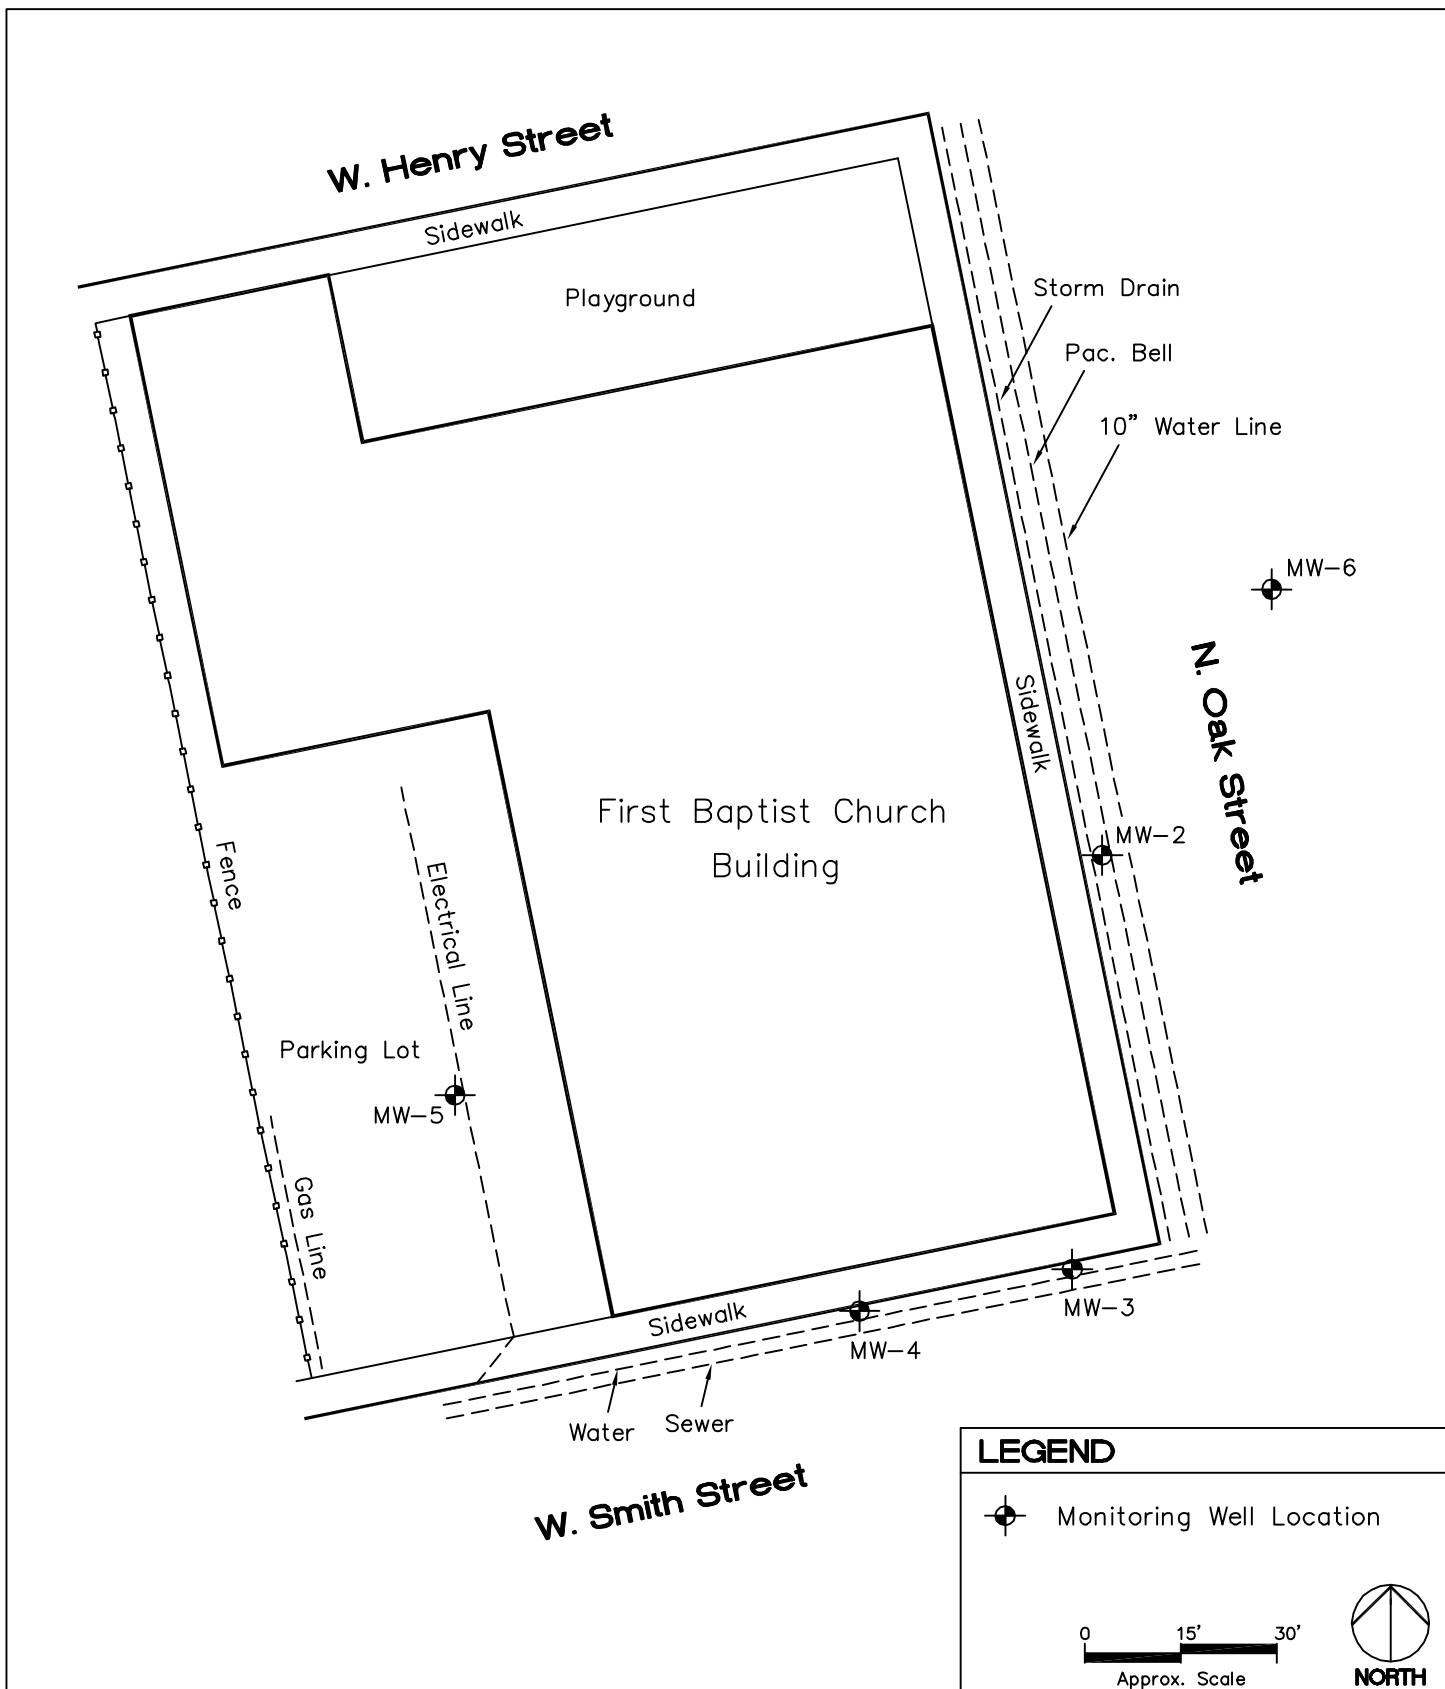 W. Henry Street
Sidewalk
Playground
Storm Drain
Pac. Bell
10” Water Line
MW-6
N. Oak Street
Sidewalk
First Baptist Church
Building
MW-2
Fence
Electrical Line
Parking Lot
MW-5
Gas Line
Sidewalk
MW-3
MW-4
Water
Sewer
W. Smith Street
LEGEND
Monitoring Well Location
0 15' 30'
Approx. Scale
NORTH